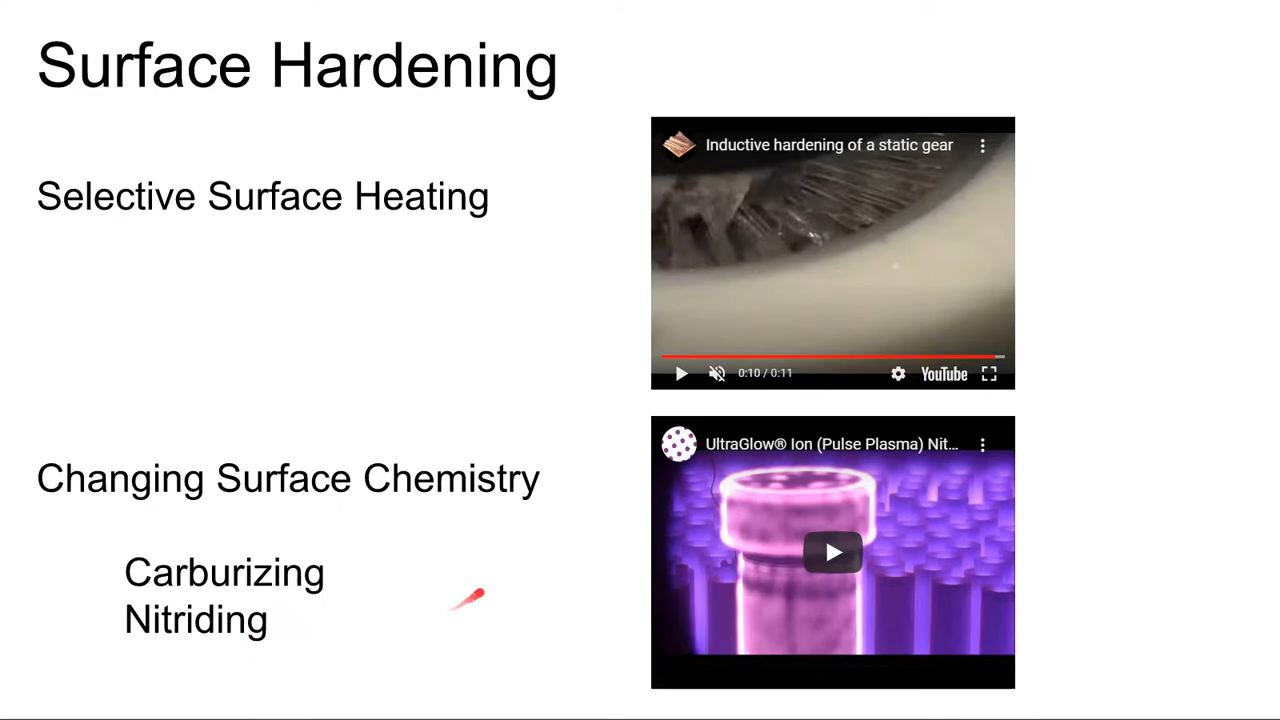 Surface Hardening
Selective Surface Heating
Inductive hardening of a static gear
0:10 / 0:11
YouTube
Changing Surface Chemistry
UltraGlow® Ion (Pulse Plasma) Nit...
Carburizing
Nitriding